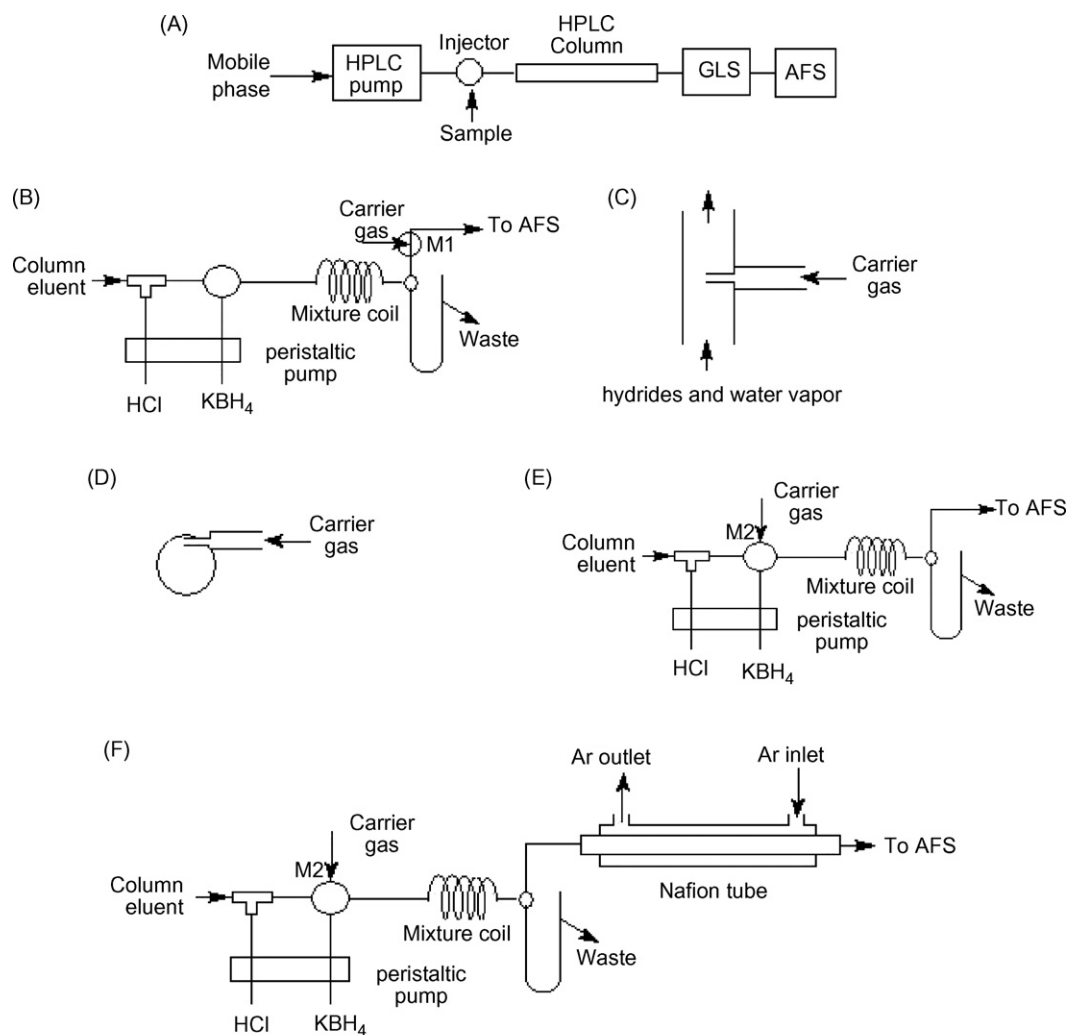 (A)
Mobile
phase
HPLC
pump
Injector
Sample
HPLC
Column
GLS
AFS
(B)
Column
eluent
HCl
KBH4
peristaltic
pump
Mixture coil
Carrier
gas
M1
To AFS
Waste
(C)
Carrier
gas
hydrides and water vapor
(D)
Carrier
gas
(E)
Column
eluent
M2
Carrier
gas
HCl
KBH4
peristaltic
pump
Mixture coil
To AFS
Waste
(F)
Column
eluent
M2
Carrier
gas
HCl
KBH4
peristaltic
pump
Mixture coil
Waste
Ar outlet
Ar inlet
Nafion tube
To AFS